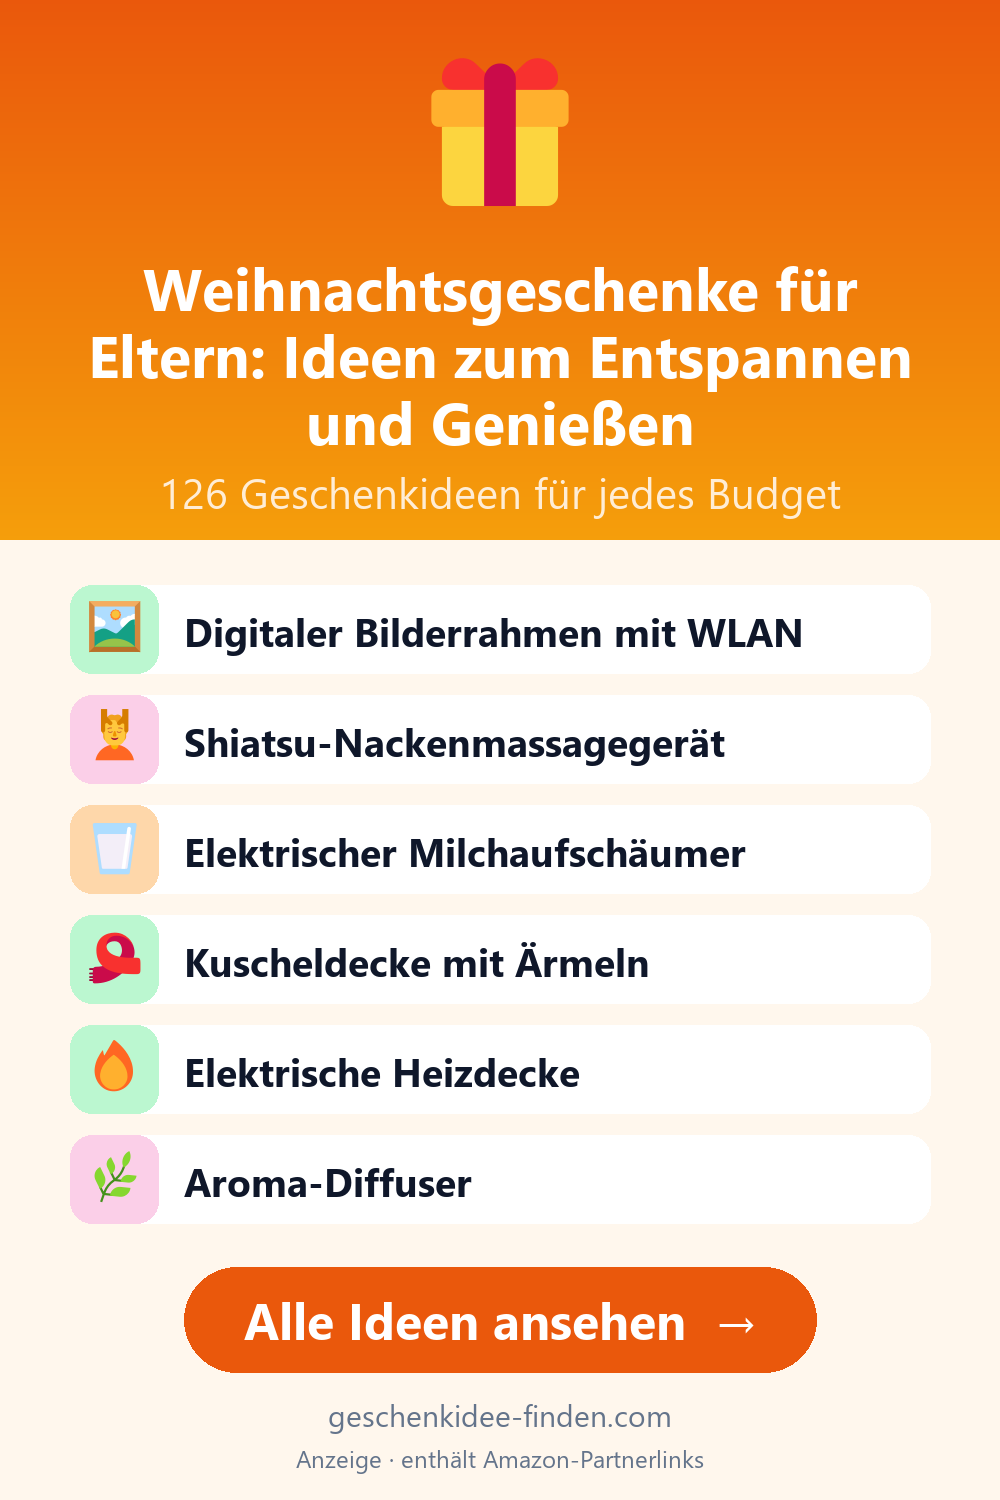 Weihnachtsgeschenke für
Eltern: Ideen zum Entspannen
und Genießen
126 Geschenkideen für jedes Budget
Digitaler Bilderrahmen mit WLAN
Shiatsu-Nackenmassagegerät
Elektrischer Milchaufschäumer
Kuscheldecke mit Ärmeln
Elektrische Heizdecke
Aroma-Diffuser
Alle Ideen ansehen →
geschenkidee-finden.com
Anzeige · enthält Amazon-Partnerlinks